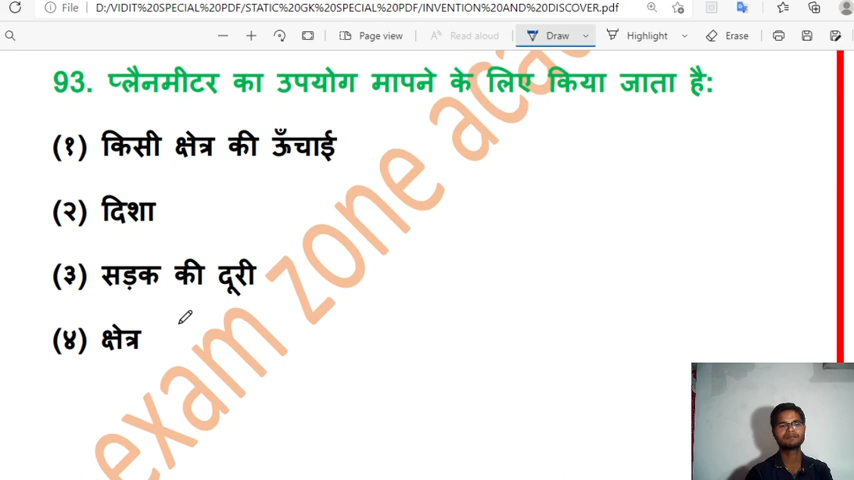 File
D:/VIDIT%20SPECIAL%20PDF/STATIC%20GK%20SPECIAL%20PDF/INVENTION%20AND%20DISCOVER.pdf
Page view
Read aloud
Draw
Highlight
Erase
93. प्लैनमीटर का उपयोग मापने के लिए किया जाता है:
(१) किसी क्षेत्र की ऊँचाई
(२) दिशा
(३) सड़क की दूरी
(४) क्षेत्र
exam zone aca